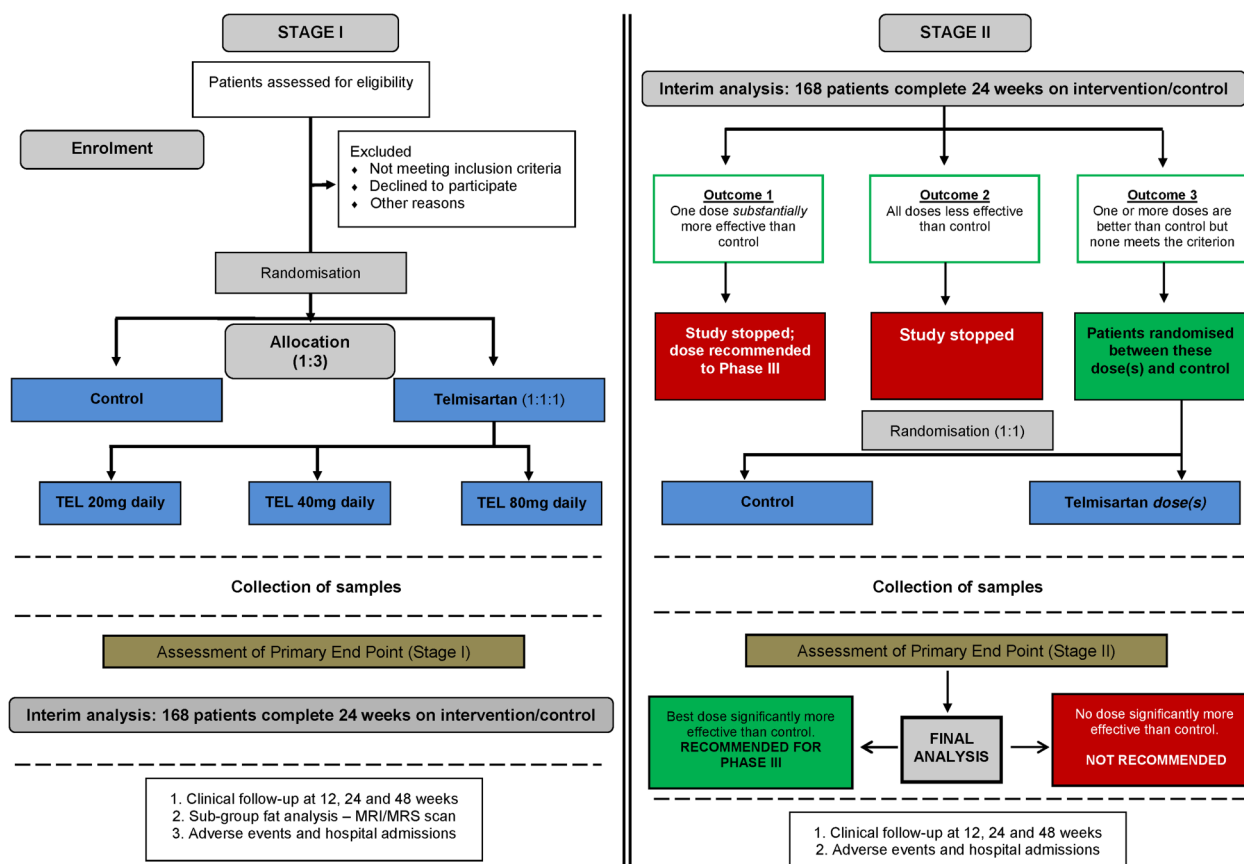 STAGE I
Patients assessed for eligibility
Enrolment
Excluded
♦ Not meeting inclusion criteria
♦ Declined to participate
♦ Other reasons
Randomisation
Allocation
(1:3)
Control
Telmisartan (1:1:1)
TEL 20mg daily
TEL 40mg daily
TEL 80mg daily
Collection of samples
Assessment of Primary End Point (Stage I)
Interim analysis: 168 patients complete 24 weeks on intervention/control
1. Clinical follow-up at 12, 24 and 48 weeks
2. Sub-group fat analysis – MRI/MRS scan
3. Adverse events and hospital admissions
STAGE II
Interim analysis: 168 patients complete 24 weeks on intervention/control
Outcome 1
One dose substantially
more effective than
control
Outcome 2
All doses less effective
than control
Outcome 3
One or more doses are
better than control but
none meets the criterion
Study stopped;
dose recommended
to Phase III
Study stopped
Patients randomised
between these
dose(s) and control
Randomisation (1:1)
Control
Telmisartan dose(s)
Collection of samples
Assessment of Primary End Point (Stage II)
Best dose significantly more
effective than control.
RECOMMENDED FOR
PHASE III
FINAL
ANALYSIS
No dose significantly more
effective than control.
NOT RECOMMENDED
1. Clinical follow-up at 12, 24 and 48 weeks
2. Adverse events and hospital admissions